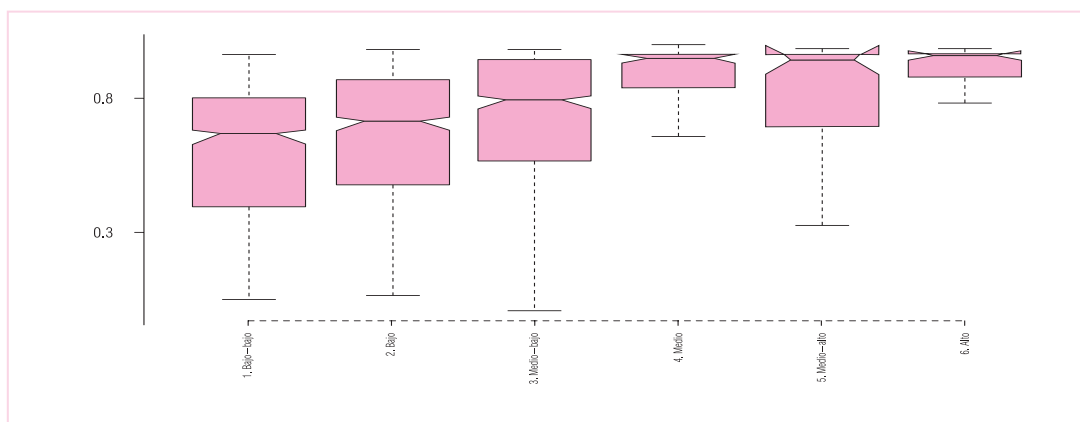 0.8
0.3
1. Bajo–bajo
2. Bajo
3. Medio–bajo
4. Medio
5. Medio–alto
6. Alto